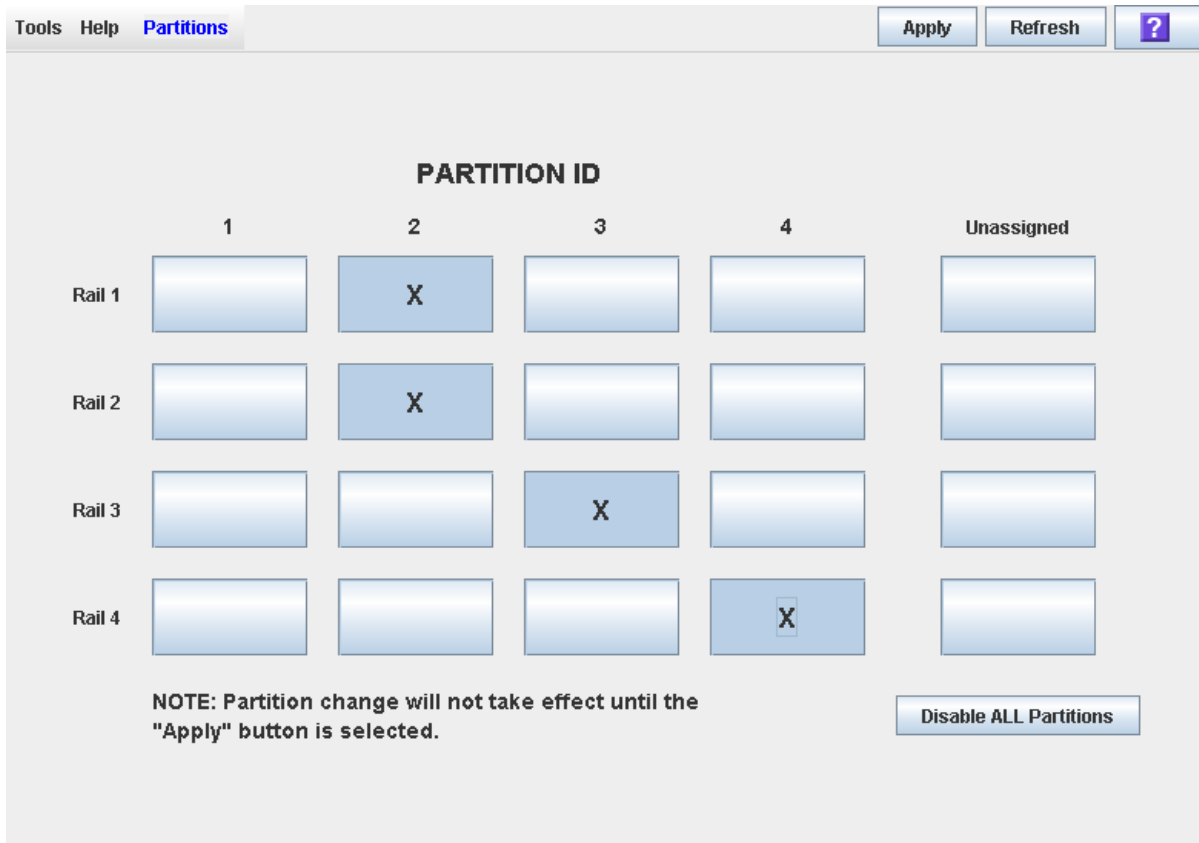 Tools Help Partitions Apply Refresh ?
PARTITION ID
1 2 3 4 Unassigned
Rail 1 X
Rail 2 X
Rail 3 X
Rail 4 X
NOTE: Partition change will not take effect until the
"Apply" button is selected.
Disable ALL Partitions